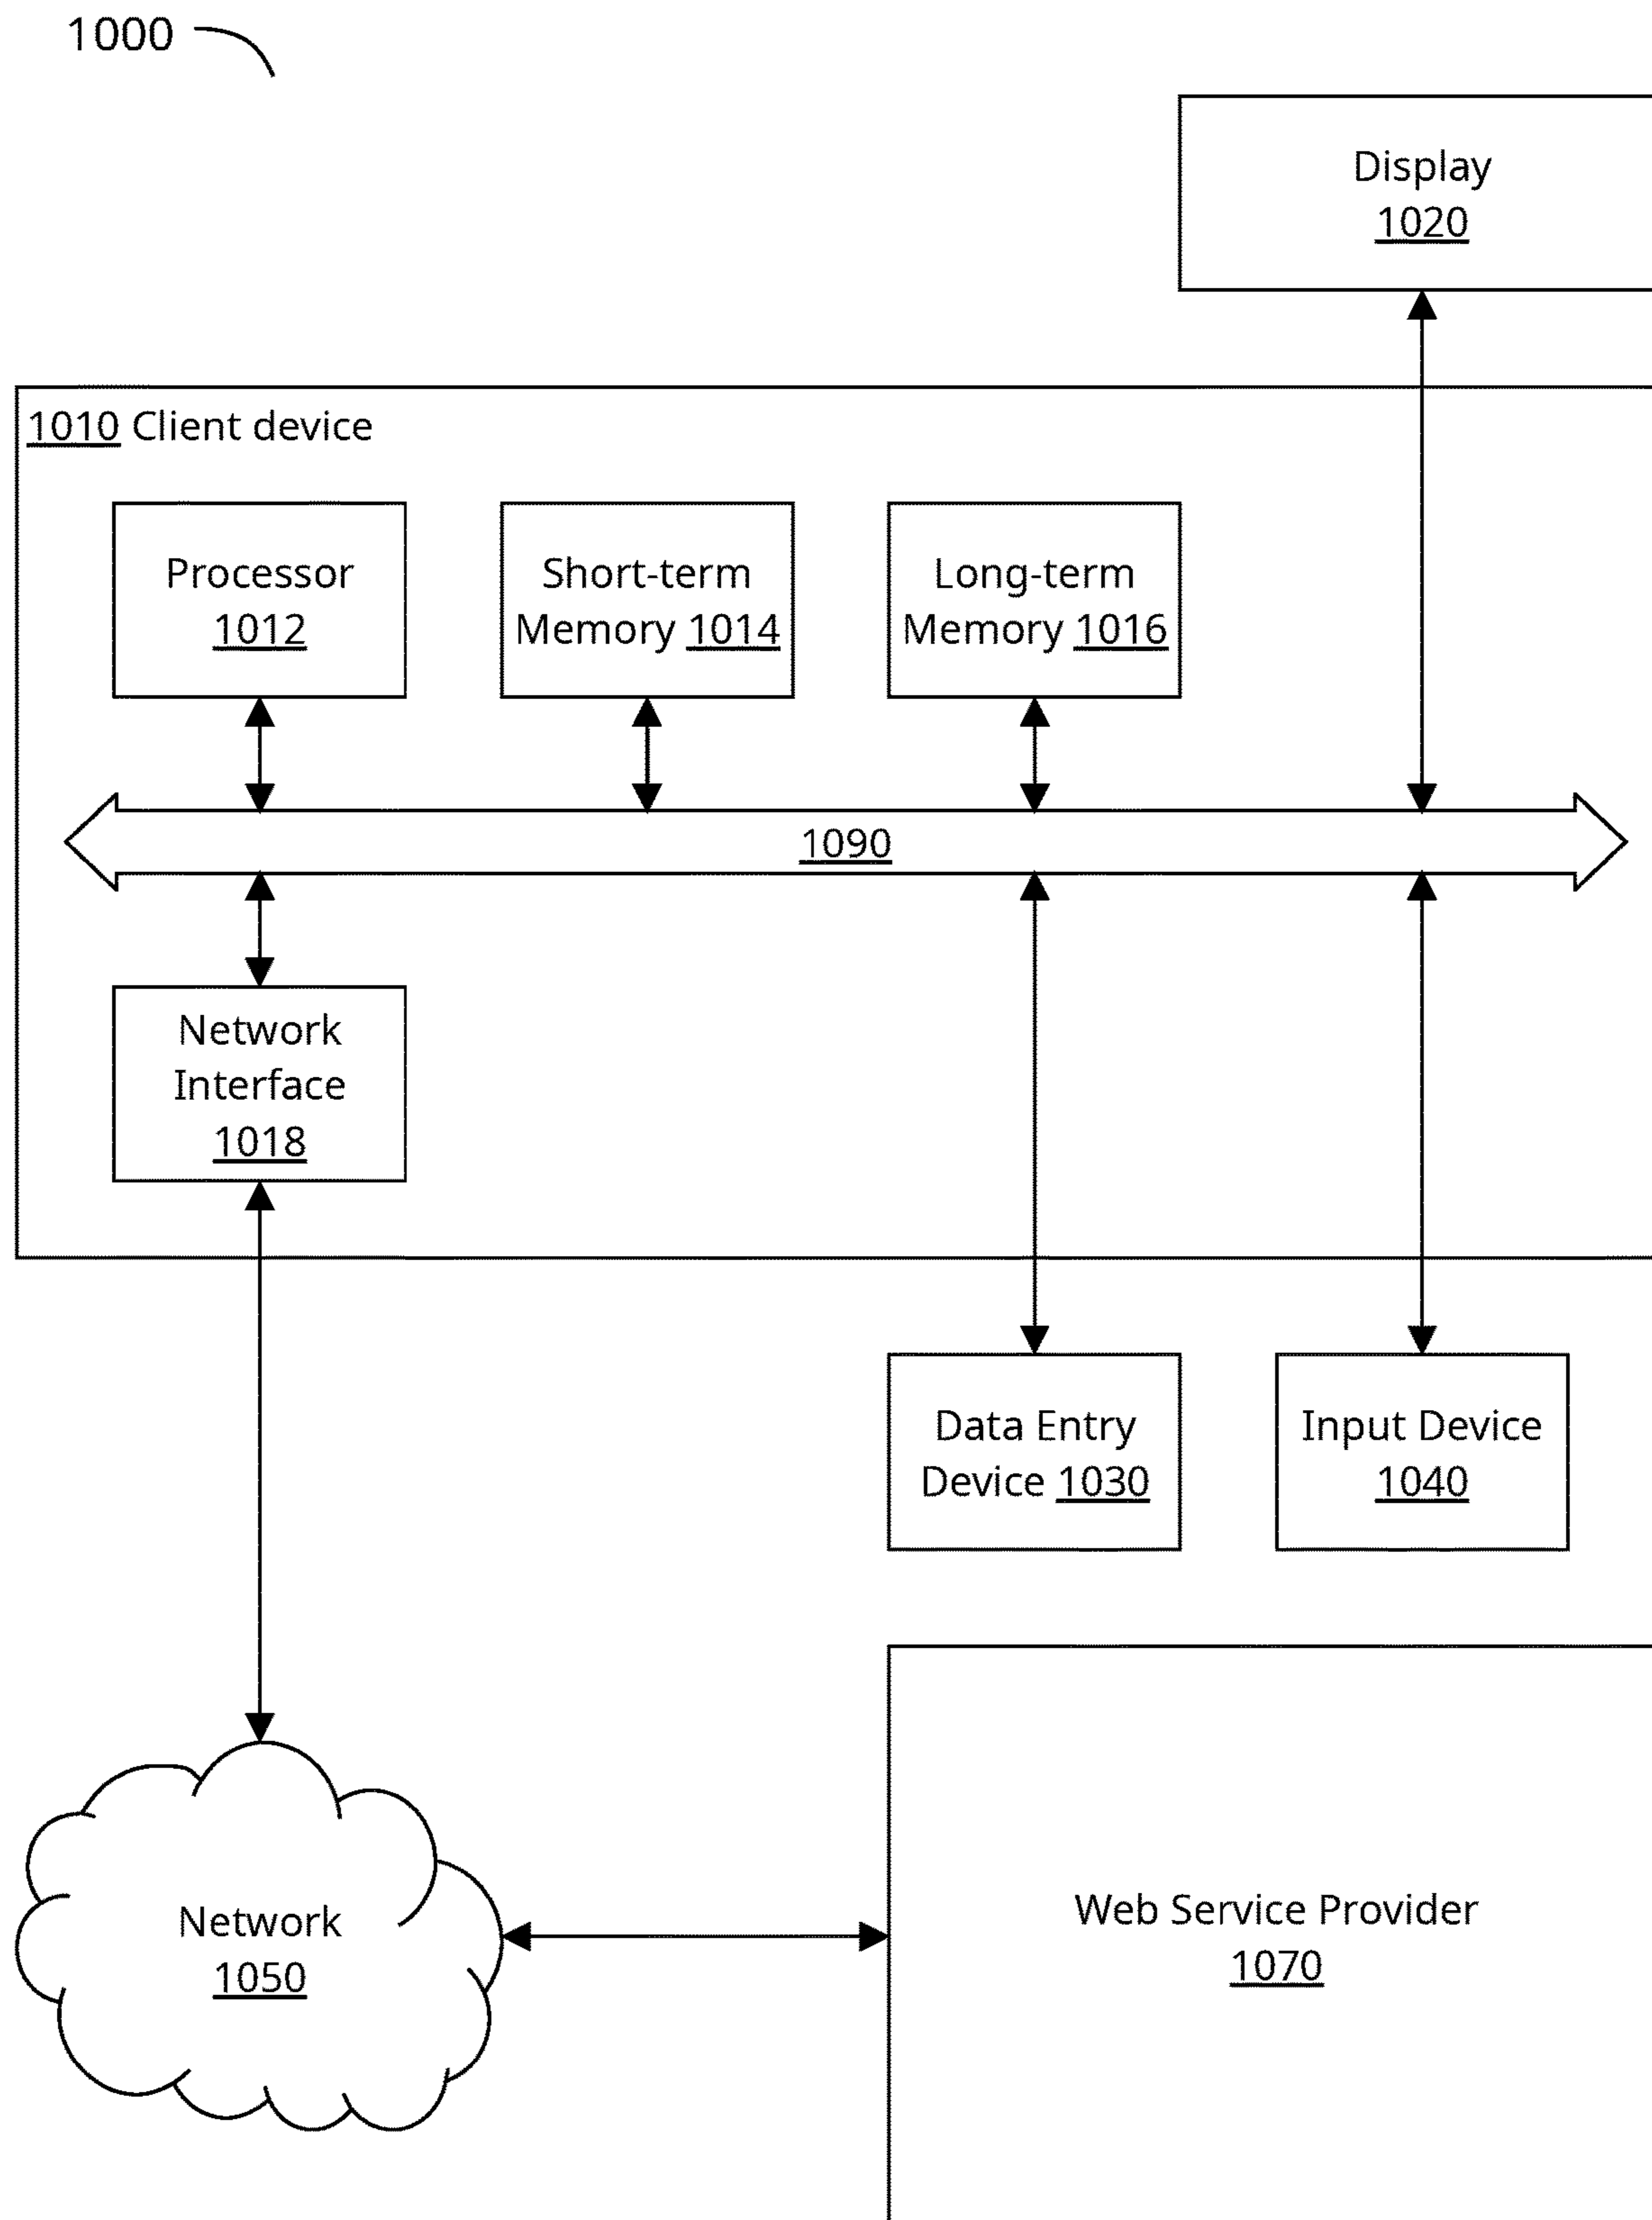 1000
Display
1020
1010 Client device
Processor
1012
Short-term
Memory 1014
Long-term
Memory 1016
1090
Network
Interface
1018
Data Entry
Device 1030
Input Device
1040
Network
1050
Web Service Provider
1070